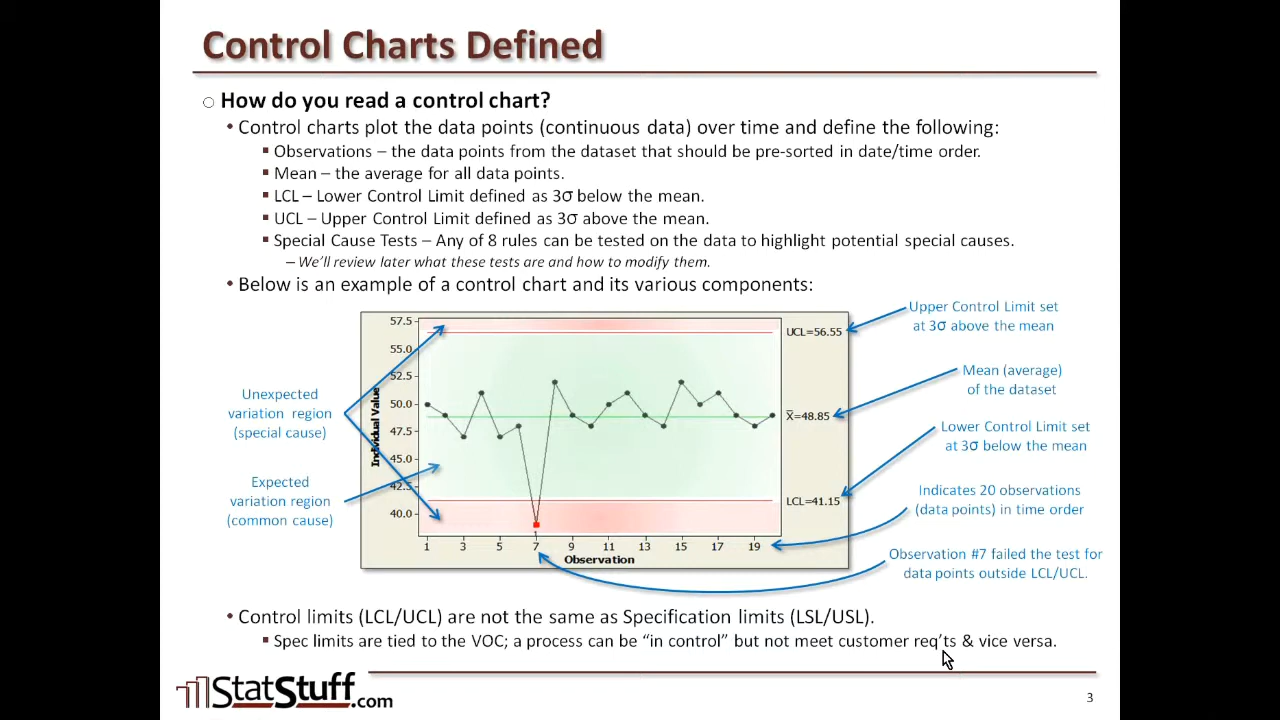 Control Charts Defined
How do you read a control chart?
• Control charts plot the data points (continuous data) over time and define the following:
▪ Observations – the data points from the dataset that should be pre-sorted in date/time order.
▪ Mean – the average for all data points.
▪ LCL – Lower Control Limit defined as 3σ below the mean.
▪ UCL – Upper Control Limit defined as 3σ above the mean.
▪ Special Cause Tests – Any of 8 rules can be tested on the data to highlight potential special causes.
– We'll review later what these tests are and how to modify them.
• Below is an example of a control chart and its various components:
Unexpected
variation region
(special cause)
Expected
variation region
(common cause)
Individual Value
57.5
55.0
52.5
50.0
47.5
45.0
42.5
40.0
1
1 3 5 7 9 11 13 15 17 19
Observation
UCL=56.55
X̄=48.85
LCL=41.15
Upper Control Limit set
at 3σ above the mean
Mean (average)
of the dataset
Lower Control Limit set
at 3σ below the mean
Indicates 20 observations
(data points) in time order
Observation #7 failed the test for
data points outside LCL/UCL.
• Control limits (LCL/UCL) are not the same as Specification limits (LSL/USL).
▪ Spec limits are tied to the VOC; a process can be "in control" but not meet customer req'ts & vice versa.
StatStuff.com
3